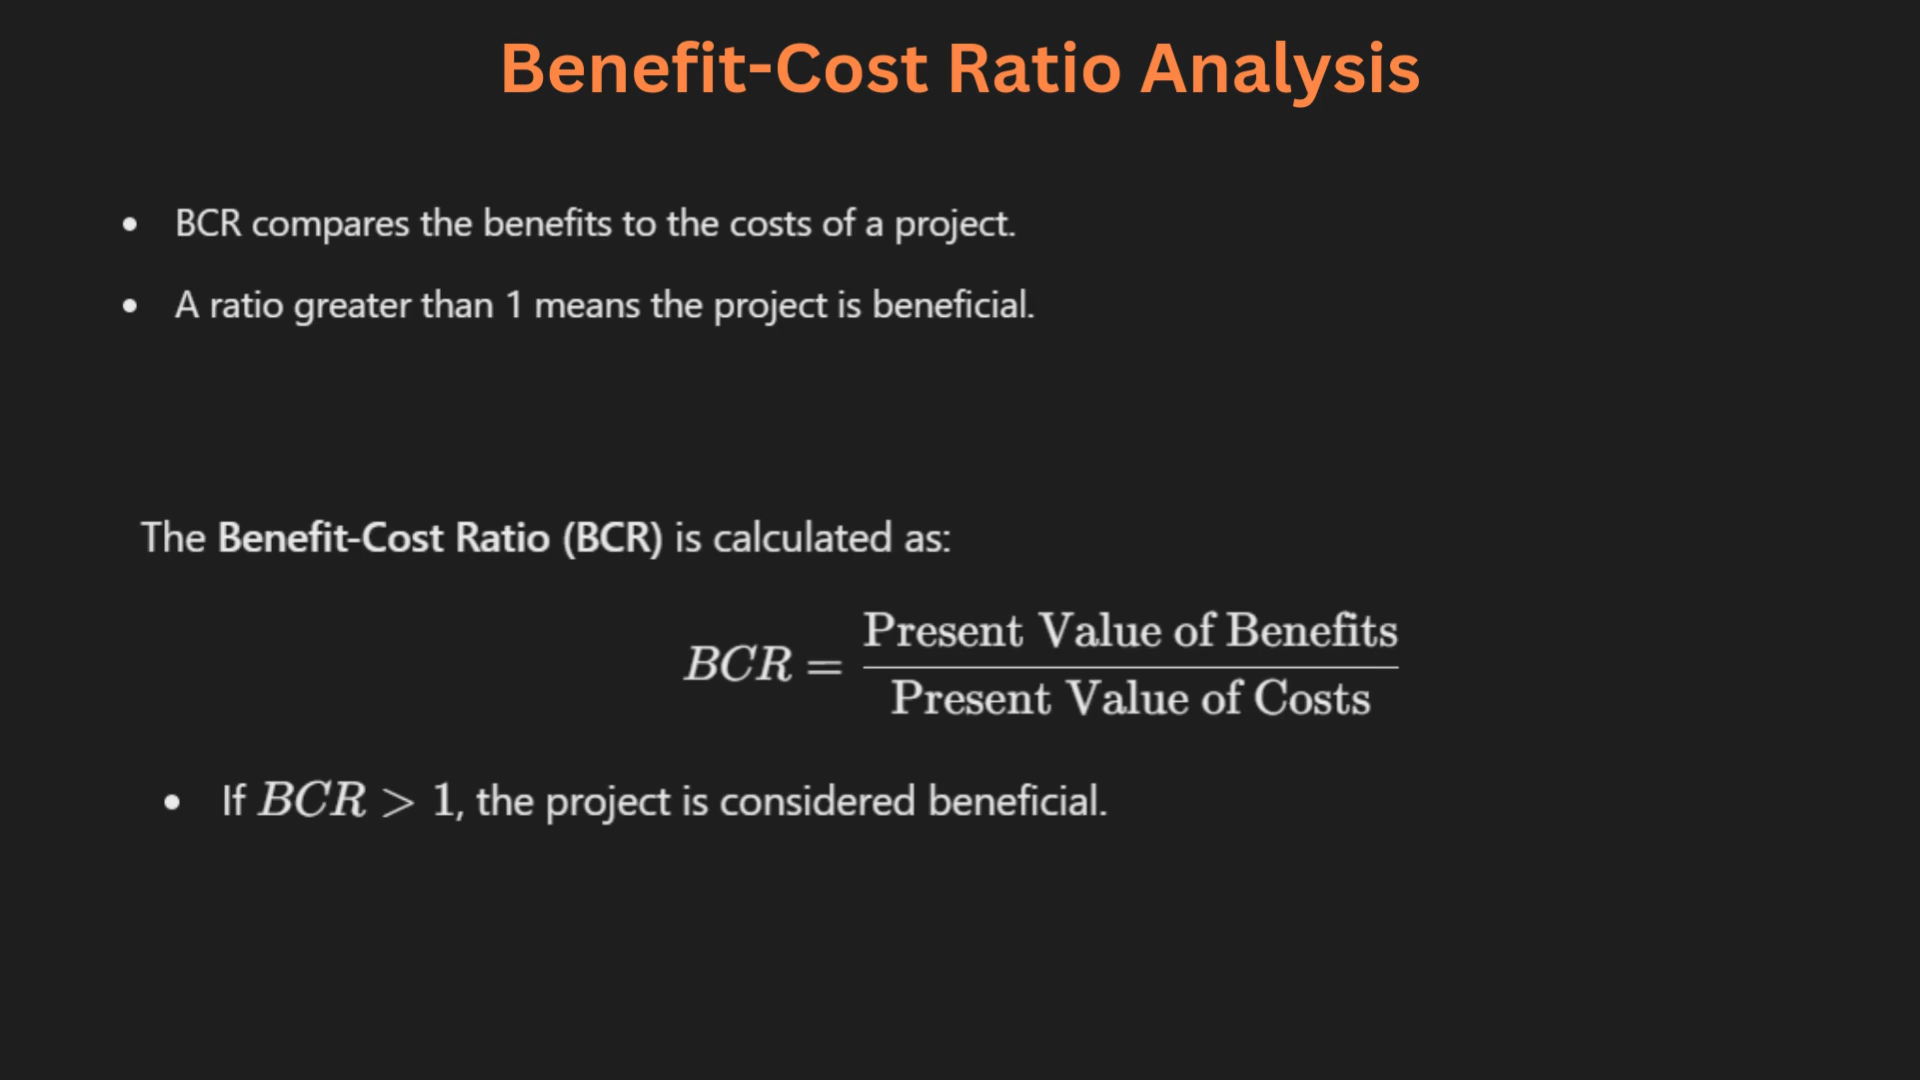 Benefit-Cost Ratio Analysis
• BCR compares the benefits to the costs of a project.
• A ratio greater than 1 means the project is beneficial.
The Benefit-Cost Ratio (BCR) is calculated as:
BCR = Present Value of Benefits / Present Value of Costs
• If BCR > 1, the project is considered beneficial.